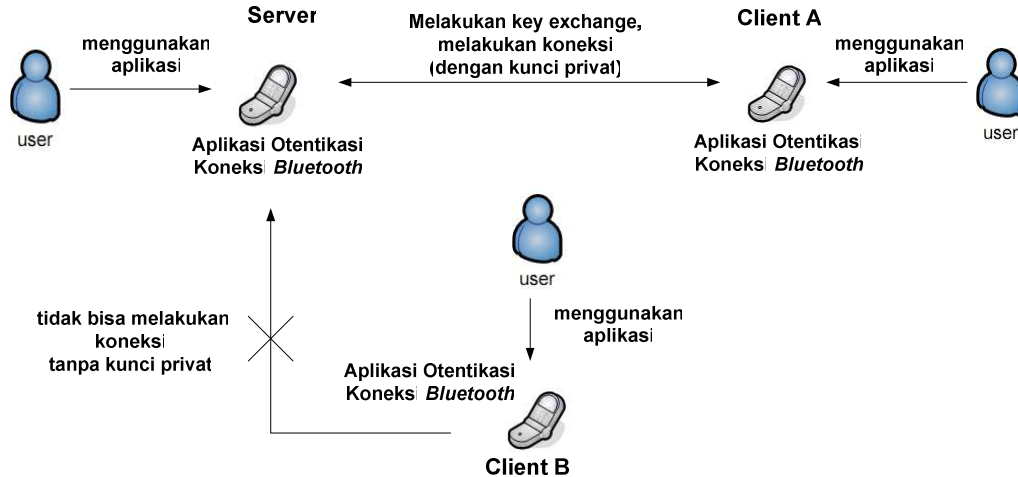 Server
Melakukan key exchange,
melakukan koneksi
(dengan kunci privat)
Client A
menggunakan
aplikasi
menggunakan
aplikasi
user
user
Aplikasi Otentikasi
Koneksi Bluetooth
Aplikasi Otentikasi
Koneksi Bluetooth
user
menggunakan
aplikasi
tidak bisa melakukan
koneksi
tanpa kunci privat
Aplikasi Otentikasi
Koneksi Bluetooth
Client B